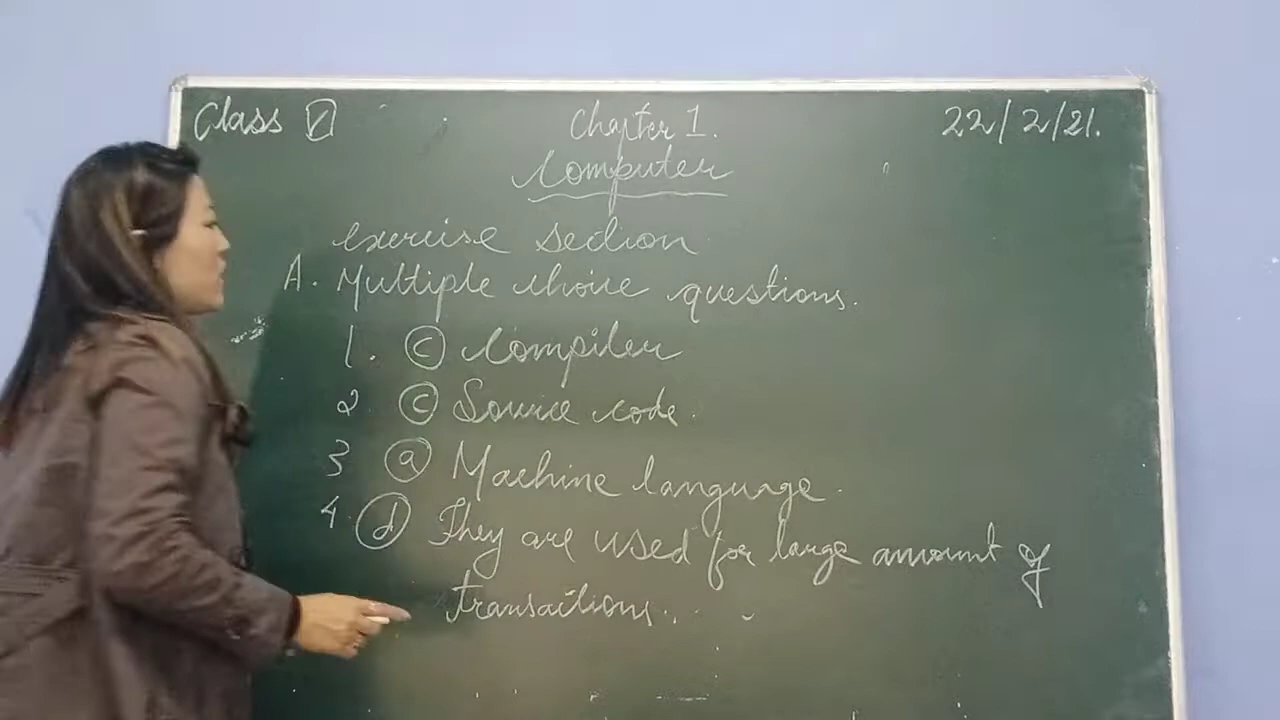 Class V
Chapter 1.
22/2/21.
Computer
Exercise section
A. Multiple choice questions.
1. (c) Compiler
2 (c) Source code.
3 (a) Machine language.
4. (d) They are used for large amount of
transactions.